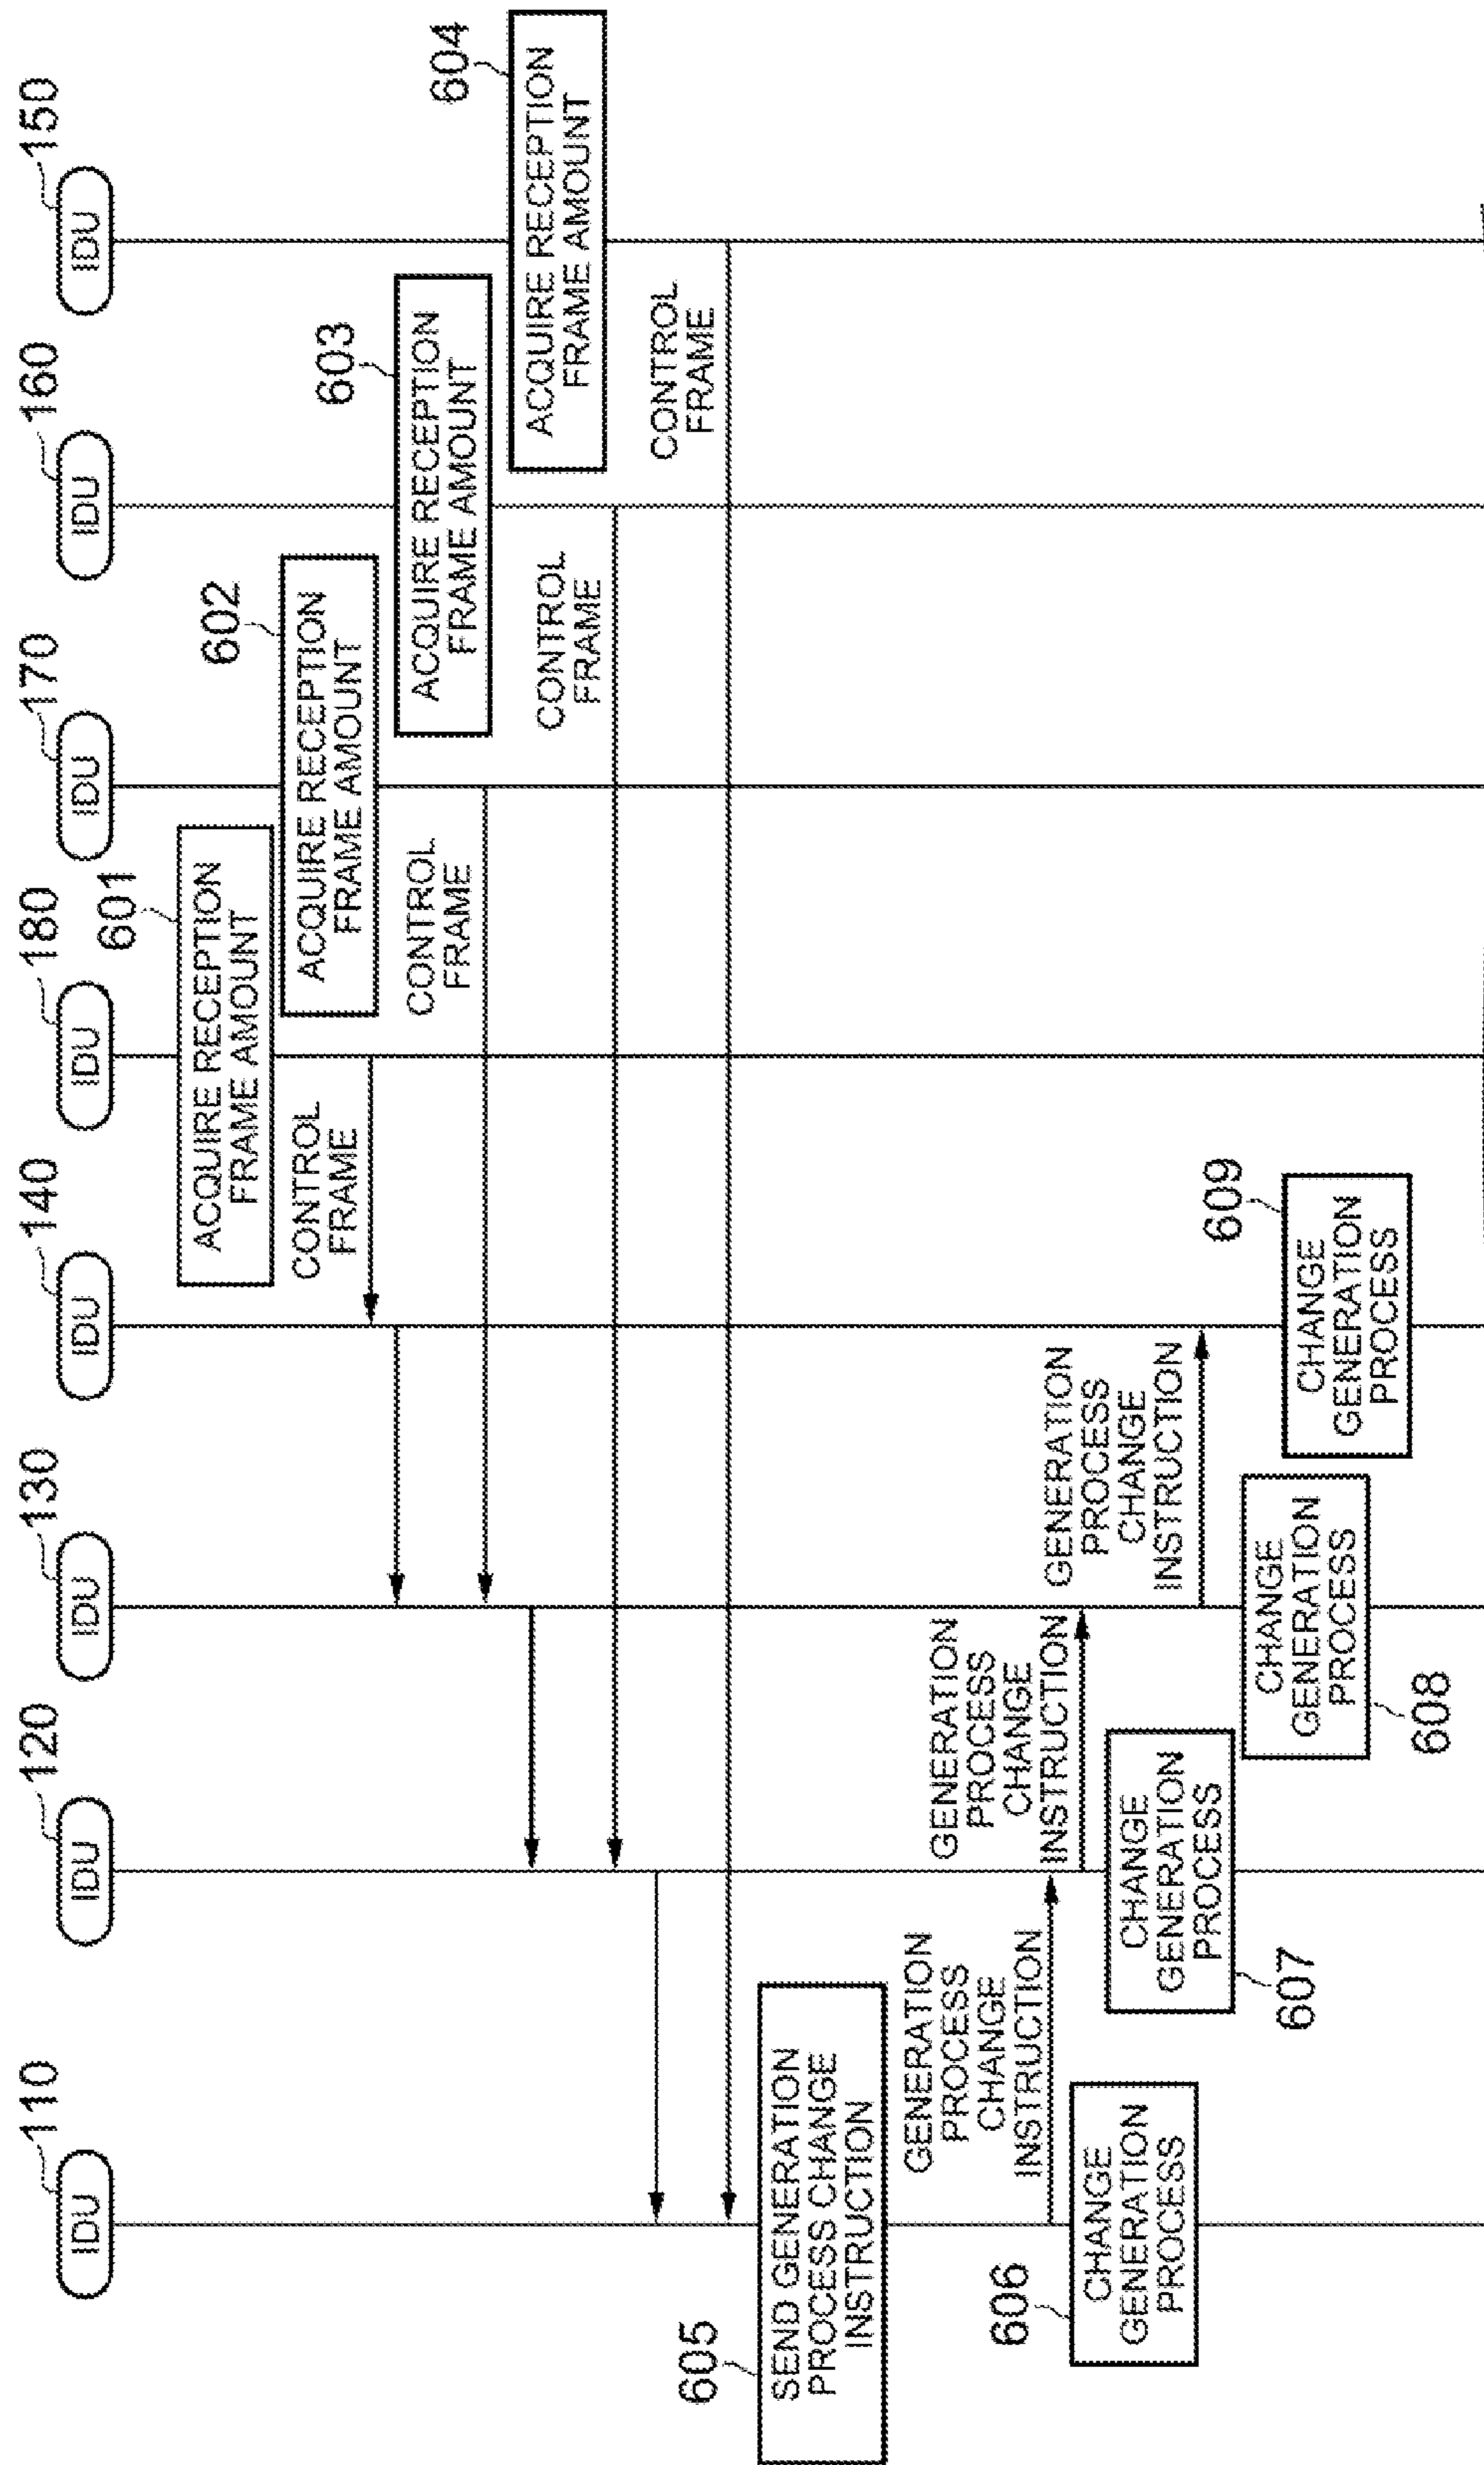 110
IDU
120
IDU
130
IDU
140
IDU
180
IDU
170
IDU
160
IDU
150
IDU
601
ACQUIRE RECEPTION
FRAME AMOUNT
602
ACQUIRE RECEPTION
FRAME AMOUNT
603
ACQUIRE RECEPTION
FRAME AMOUNT
604
ACQUIRE RECEPTION
FRAME AMOUNT
CONTROL
FRAME
CONTROL
FRAME
CONTROL
FRAME
CONTROL
FRAME
605
SEND GENERATION
PROCESS CHANGE
INSTRUCTION
GENERATION
PROCESS
CHANGE
INSTRUCTION
GENERATION
PROCESS
CHANGE
INSTRUCTION
GENERATION
PROCESS
CHANGE
INSTRUCTION
606
CHANGE
GENERATION
PROCESS
CHANGE
GENERATION
PROCESS
607
CHANGE
GENERATION
PROCESS
608
609
CHANGE
GENERATION
PROCESS